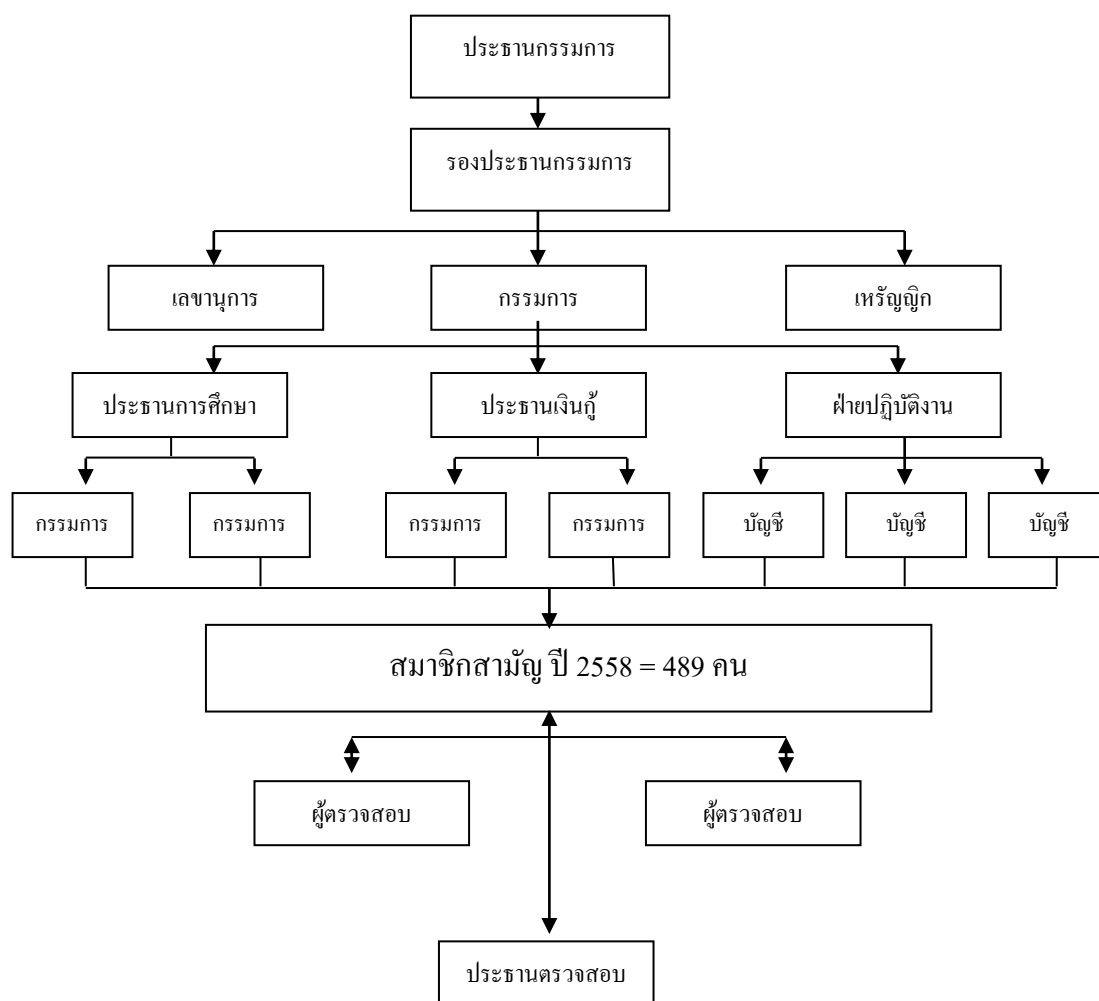 ประธานกรรมการ
รองประธานกรรมการ
เลขานุการ
กรรมการ
เหรัญญิก
ประธานการศึกษา
ประธานเงินกู้
ฝ่ายปฏิบัติงาน
กรรมการ
กรรมการ
กรรมการ
กรรมการ
บัญชี
บัญชี
บัญชี
สมาชิกสามัญ ปี 2558 = 489 คน
ผู้ตรวจสอบ
ผู้ตรวจสอบ
ประธานตรวจสอบ